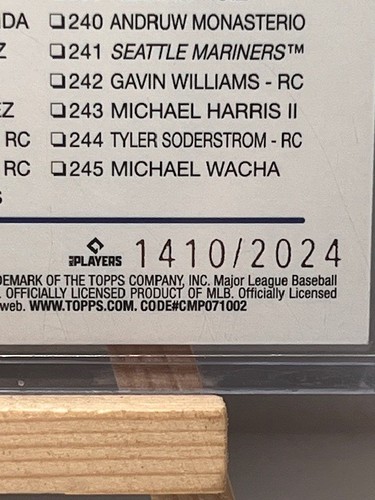 DA ❑240 ANDRUW MONASTERIO
Z ❑241 SEATTLE MARINERS™
❑242 GAVIN WILLIAMS - RC
EZ ❑243 MICHAEL HARRIS II
RC ❑244 TYLER SODERSTROM - RC
RC ❑245 MICHAEL WACHA
S
MLB PLAYERS 1410/2024
DEMARK OF THE TOPPS COMPANY, INC. Major League Baseball
. OFFICIALLY LICENSED PRODUCT OF MLB. Officially Licensed
web. WWW.TOPPS.COM. CODE#CMP071002